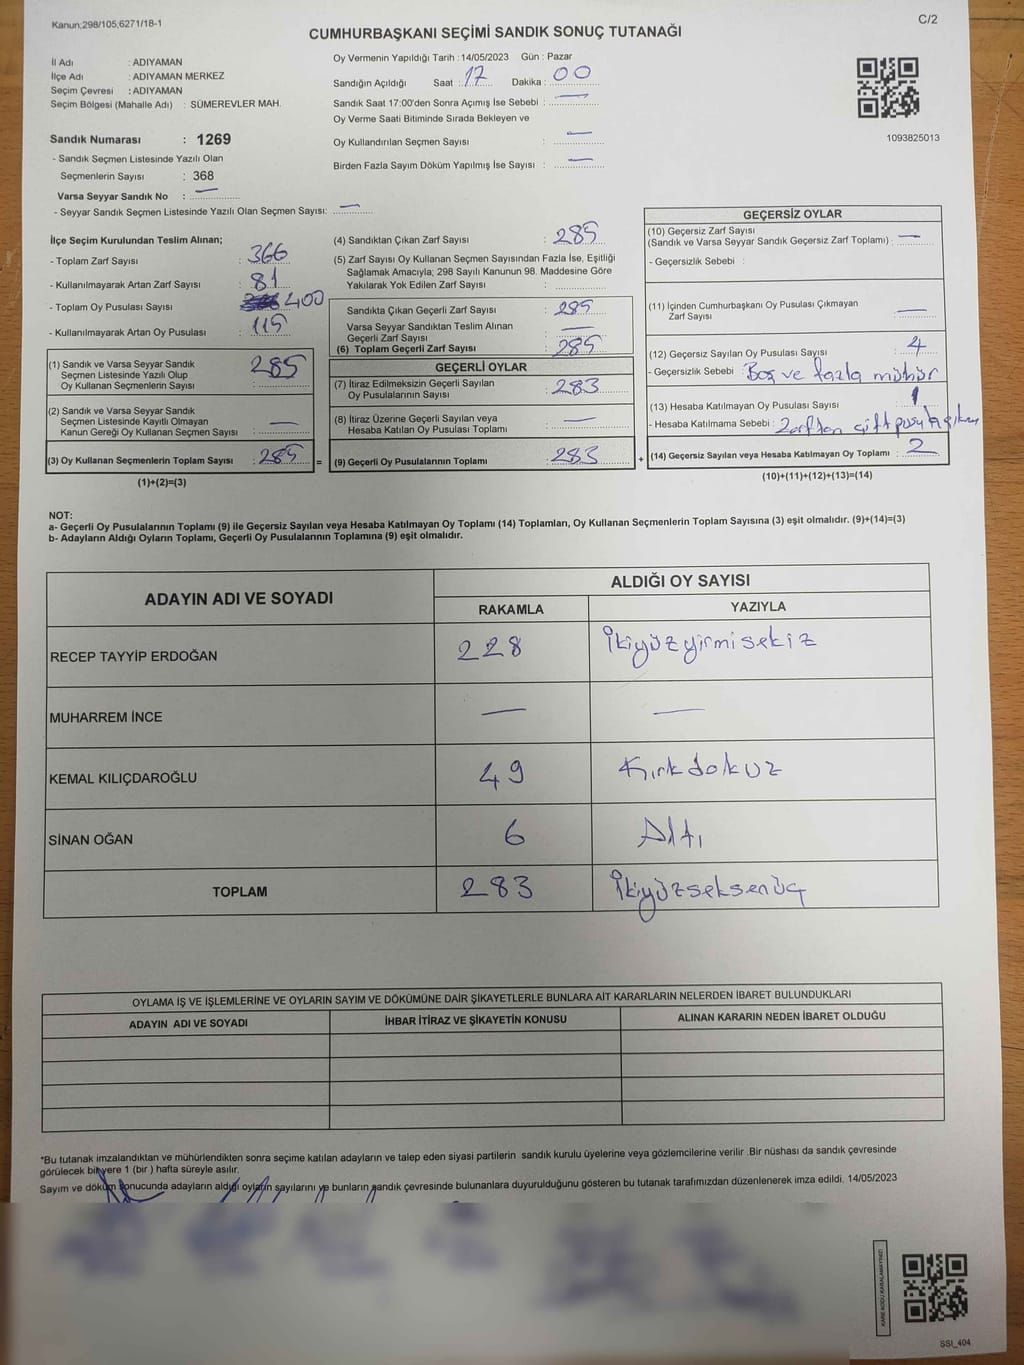 Kanun;298/105;6271/18-1
C/2
CUMHURBAŞKANI SEÇİMİ SANDIK SONUÇ TUTANAĞI
İl Adı : ADIYAMAN
İlçe Adı : ADIYAMAN MERKEZ
Seçim Çevresi : ADIYAMAN
Seçim Bölgesi (Mahalle Adı) : SÜMEREVLER MAH.
Oy Vermenin Yapıldığı Tarih :14/05/2023 Gün : Pazar
Sandığın Açıldığı Saat : 17 Dakika : 00
Sandık Saat 17:00'den Sonra Açımış İse Sebebi : —
Oy Verme Saati Bitiminde Sırada Bekleyen ve
Oy Kullandırılan Seçmen Sayısı : —
Birden Fazla Sayım Döküm Yapılmış İse Sayısı : —
1093825013
Sandık Numarası : 1269
- Sandık Seçmen Listesinde Yazılı Olan
Seçmenlerin Sayısı : 368
Varsa Seyyar Sandık No : —
- Seyyar Sandık Seçmen Listesinde Yazılı Olan Seçmen Sayısı: —
İlçe Seçim Kurulundan Teslim Alınan;
- Toplam Zarf Sayısı : 366
- Kullanılmayarak Artan Zarf Sayısı : 81
- Toplam Oy Pusulası Sayısı : 400
- Kullanılmayarak Artan Oy Pusulası : 115
(1) Sandık ve Varsa Seyyar Sandık
Seçmen Listesinde Yazılı Olup
Oy Kullanan Seçmenlerin Sayısı : 285
(2) Sandık ve Varsa Seyyar Sandık
Seçmen Listesinde Kayıtlı Olmayan
Kanun Gereği Oy Kullanan Seçmen Sayısı : —
(3) Oy Kullanan Seçmenlerin Toplam Sayısı : 285 =
(1)+(2)=(3)
(4) Sandıktan Çıkan Zarf Sayısı : 285
(5) Zarf Sayısı Oy Kullanan Seçmen Sayısından Fazla İse, Eşitliği
Sağlamak Amacıyla; 298 Sayılı Kanunun 98. Maddesine Göre
Yakılarak Yok Edilen Zarf Sayısı :
Sandıkta Çıkan Geçerli Zarf Sayısı : 285
Varsa Seyyar Sandıktan Teslim Alınan
Geçerli Zarf Sayısı : —
(6) Toplam Geçerli Zarf Sayısı : 285
GEÇERLİ OYLAR
(7) İtiraz Edilmeksizin Geçerli Sayılan
Oy Pusulalarının Sayısı : 283
(8) İtiraz Üzerine Geçerli Sayılan veya
Hesaba Katılan Oy Pusulası Toplamı : —
(9) Geçerli Oy Pusulalarının Toplamı : 283 +
GEÇERSİZ OYLAR
(10) Geçersiz Zarf Sayısı
(Sandık ve Varsa Seyyar Sandık Geçersiz Zarf Toplamı) : —
- Geçersizlik Sebebi :
(11) İçinden Cumhurbaşkanı Oy Pusulası Çıkmayan
Zarf Sayısı : —
(12) Geçersiz Sayılan Oy Pusulası Sayısı : 4
- Geçersizlik Sebebi : Boş ve fazla mühür
(13) Hesaba Katılmayan Oy Pusulası Sayısı : 1
- Hesaba Katılmama Sebebi : Zarftan çift pusula
(14) Geçersiz Sayılan veya Hesaba Katılmayan Oy Toplamı : 2
(10)+(11)+(12)+(13)=(14)
NOT:
a- Geçerli Oy Pusulalarının Toplamı (9) ile Geçersiz Sayılan veya Hesaba Katılmayan Oy Toplamı (14) Toplamları, Oy Kullanan Seçmenlerin Toplam Sayısına (3) eşit olmalıdır. (9)+(14)=(3)
b- Adayların Aldığı Oyların Toplamı, Geçerli Oy Pusulalarının Toplamına (9) eşit olmalıdır.
ADAYIN ADI VE SOYADI
ALDIĞI OY SAYISI
RAKAMLA YAZIYLA
RECEP TAYYİP ERDOĞAN 228 İkiyüzyirmisekiz
MUHARREM İNCE — —
KEMAL KILIÇDAROĞLU 49 Kırkdokuz
SİNAN OĞAN 6 Altı
TOPLAM 283 İkiyüzseksenüç
OYLAMA İŞ VE İŞLEMLERİNE VE OYLARIN SAYIM VE DÖKÜMÜNE DAİR ŞİKAYETLERLE BUNLARA AİT KARARLARIN NELERDEN İBARET BULUNDUKLARI
ADAYIN ADI VE SOYADI İHBAR İTİRAZ VE ŞİKAYETİN KONUSU ALINAN KARARIN NEDEN İBARET OLDUĞU
*Bu tutanak imzalandıktan ve mühürlendikten sonra seçime katılan adayların ve talep eden siyasi partilerin sandık kurulu üyelerine veya gözlemcilerine verilir .Bir nüshası da sandık çevresinde
görülecek bir yere 1 (bir ) hafta süreyle asılır.
Sayım ve döküm sonucunda adayların aldığı oyların sayılarını ve bunların sandık çevresinde bulunanlara duyurulduğunu gösteren bu tutanak tarafımızdan düzenlenerek imza edildi. 14/05/2023
KARE KODU KARALAMAYINIZ!
SSI_404